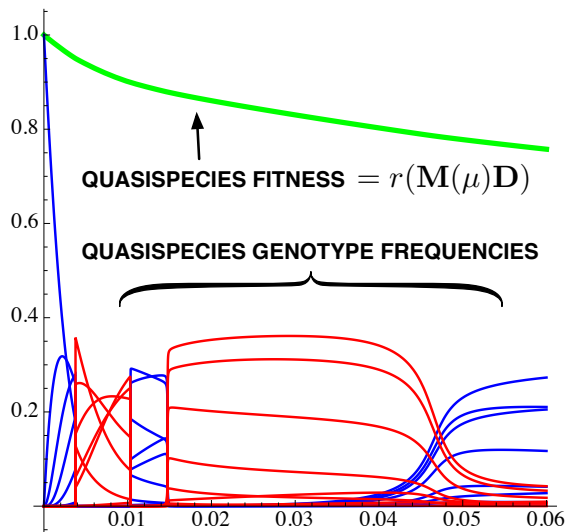 1.0
0.8
QUASISPECIES FITNESS = r(M(μ)D)
0.6
QUASISPECIES GENOTYPE FREQUENCIES
0.4
0.2
0.01 0.02 0.03 0.04 0.05 0.06